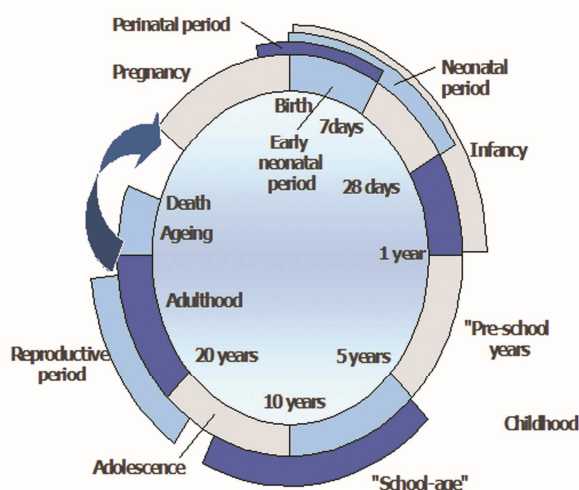 Perinatal period
Pregnancy
Neonatal
period
Birth
7days
Early
neonatal
period
Infancy
28 days
Death
Ageing
1 year
Adulthood
"Pre-school
years
Reproductive
period
20 years
5 years
10 years
Childhood
Adolescence
"School-age"